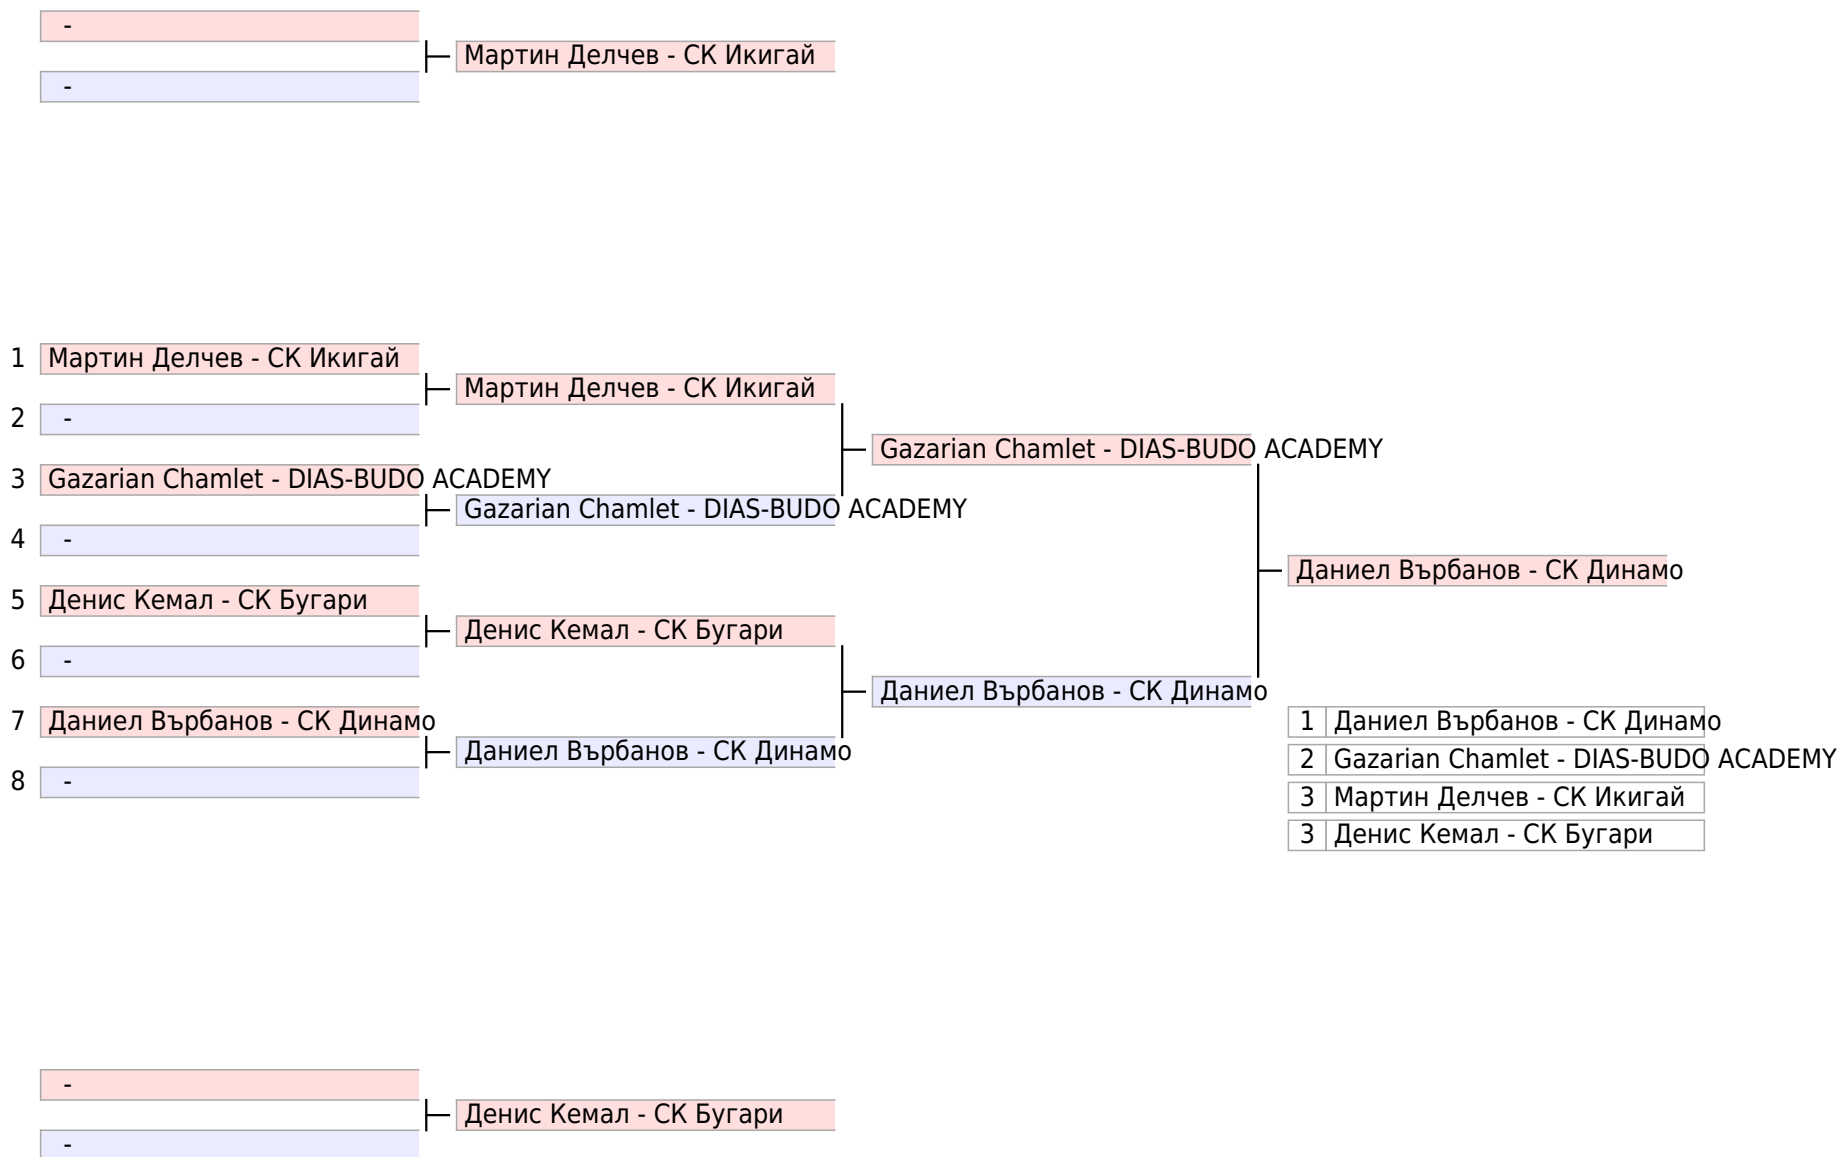 -
Мартин Делчев - СК Икигай
-
1 Мартин Делчев - СК Икигай
Мартин Делчев - СК Икигай
2 -
Gazarian Chamlet - DIAS-BUDO ACADEMY
3 Gazarian Chamlet - DIAS-BUDO ACADEMY
Gazarian Chamlet - DIAS-BUDO ACADEMY
4 -
Даниел Върбанов - СК Динамо
5 Денис Кемал - СК Бугари
Денис Кемал - СК Бугари
6 -
Даниел Върбанов - СК Динамо
7 Даниел Върбанов - СК Динамо
Даниел Върбанов - СК Динамо
8 -
1 Даниел Върбанов - СК Динамо
2 Gazarian Chamlet - DIAS-BUDO ACADEMY
3 Мартин Делчев - СК Икигай
3 Денис Кемал - СК Бугари
-
Денис Кемал - СК Бугари
-